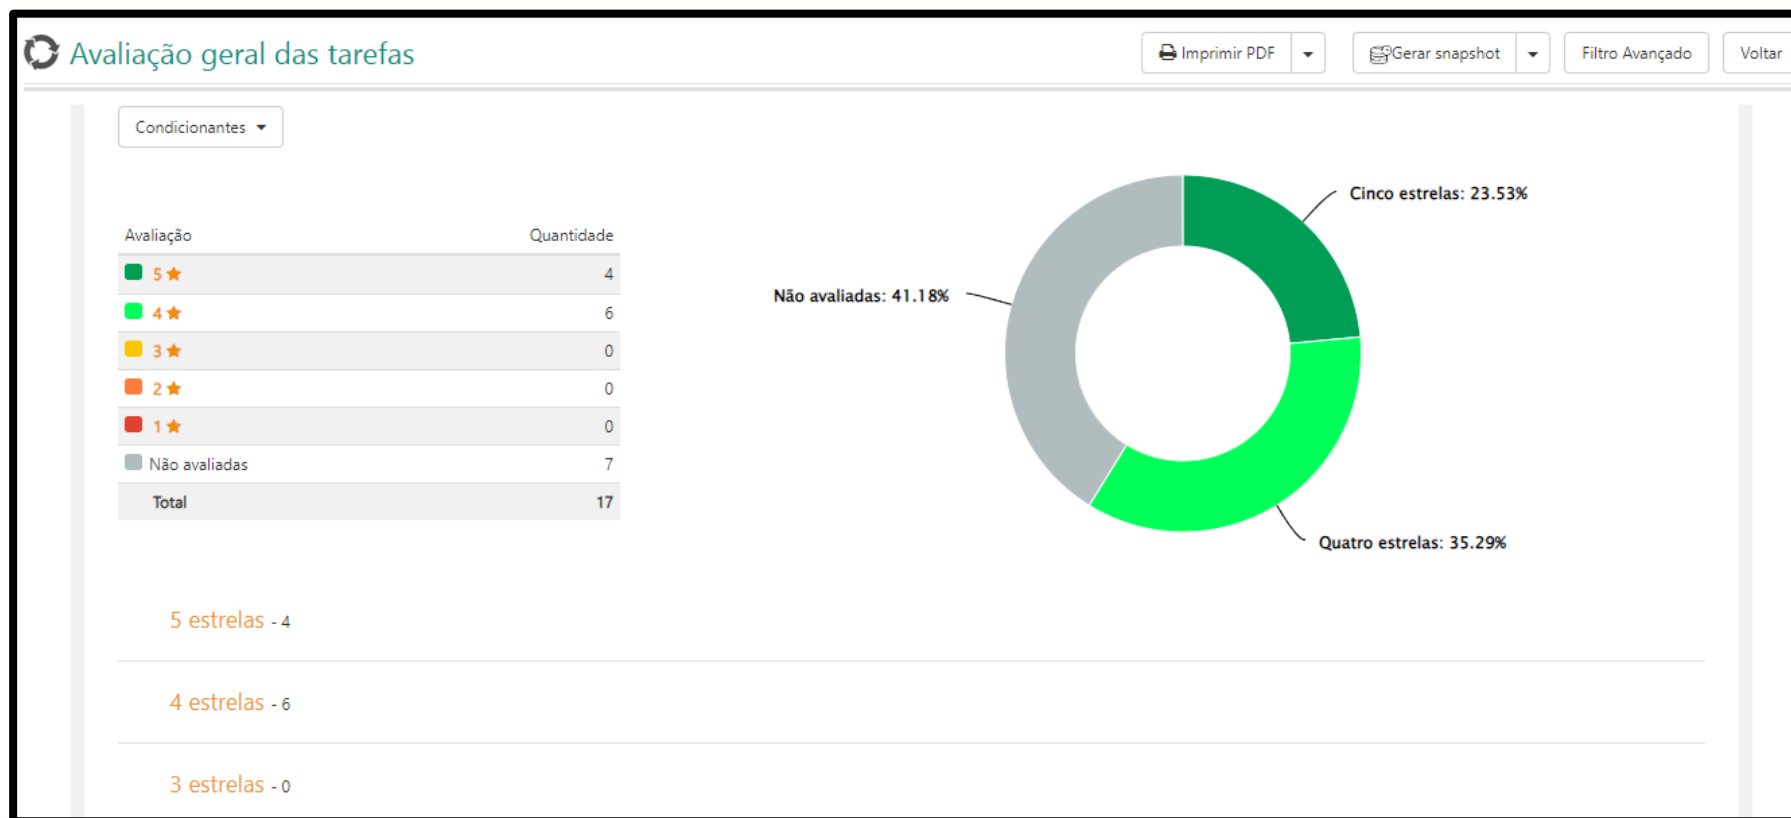 Avaliação geral das tarefas
Imprimir PDF
Gerar snapshot
Filtro Avançado
Voltar
Condicionantes
Avaliação Quantidade
5 4
4 6
3 0
2 0
1 0
Não avaliadas 7
Total 17
Cinco estrelas: 23.53%
Não avaliadas: 41.18%
Quatro estrelas: 35.29%
5 estrelas - 4
4 estrelas - 6
3 estrelas - 0